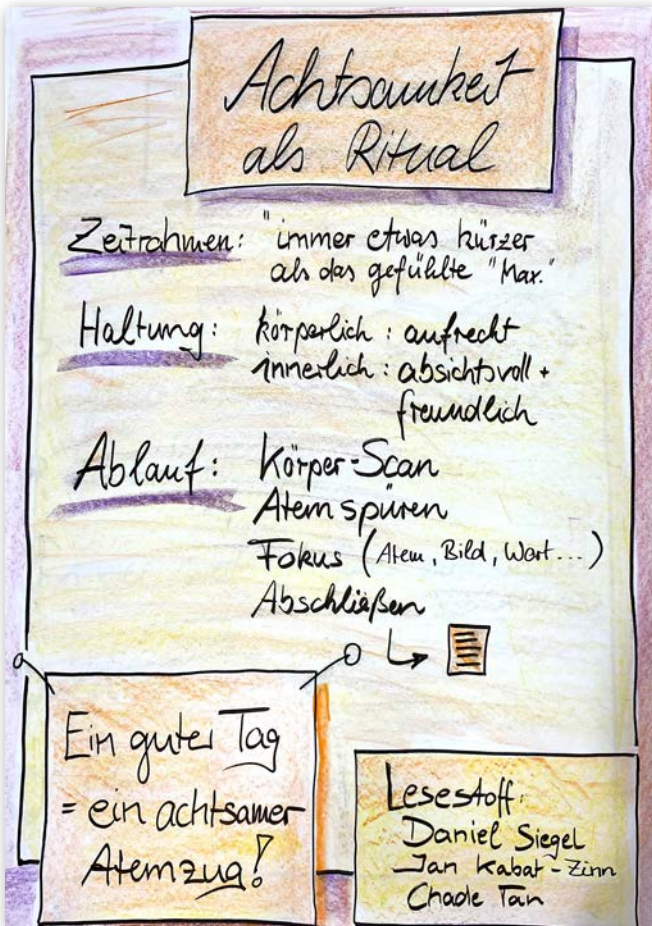 Achtsamkeit
als Ritual
Zeitrahmen: "immer etwas kürzer
als das gefühlte "Max."
Haltung: körperlich: aufrecht
innerlich: absichtsvoll +
freundlich
Ablauf: Körper-Scan
Atem spüren
Fokus (Atem, Bild, Wort...)
Abschließen
Ein guter Tag
= ein achtsamer
Atemzug!
Lesestoff:
Daniel Siegel
Jan Kabat-Zinn
Chade Tan